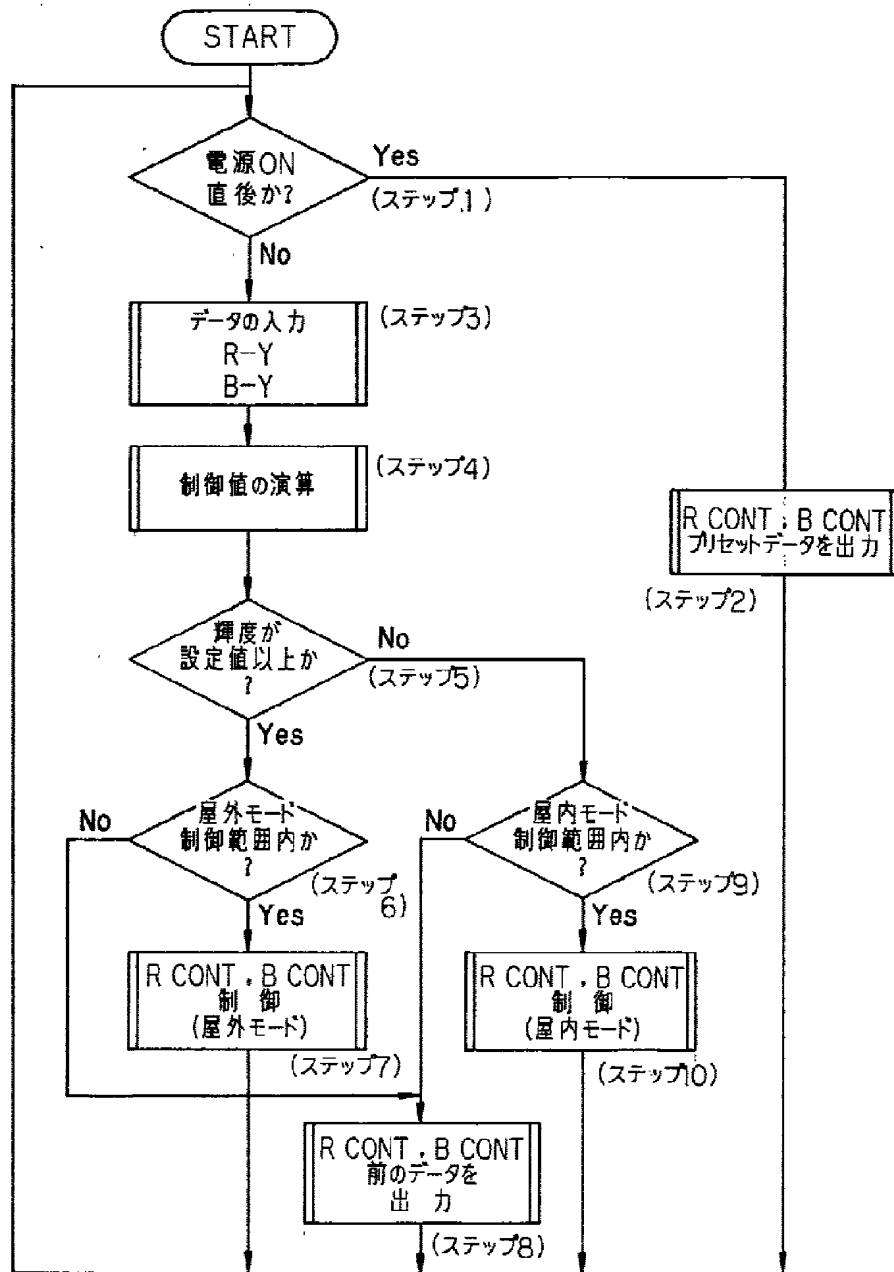 START
電源ON
直後か?
Yes
(ステップ1)
No
データの入力
R-Y
B-Y
(ステップ3)
制御値の演算
(ステップ4)
R CONT, B CONT
プリセットデータを出力
(ステップ2)
輝度が
設定値以上か
?
No
(ステップ5)
Yes
屋外モード
制御範囲内か
?
No
(ステップ
6)
Yes
屋内モード
制御範囲内か
?
No
(ステップ9)
Yes
R CONT, B CONT
制御
(屋外モード)
(ステップ7)
R CONT, B CONT
制御
(屋内モード)
(ステップ10)
R CONT, B CONT
前のデータを
出力
(ステップ8)